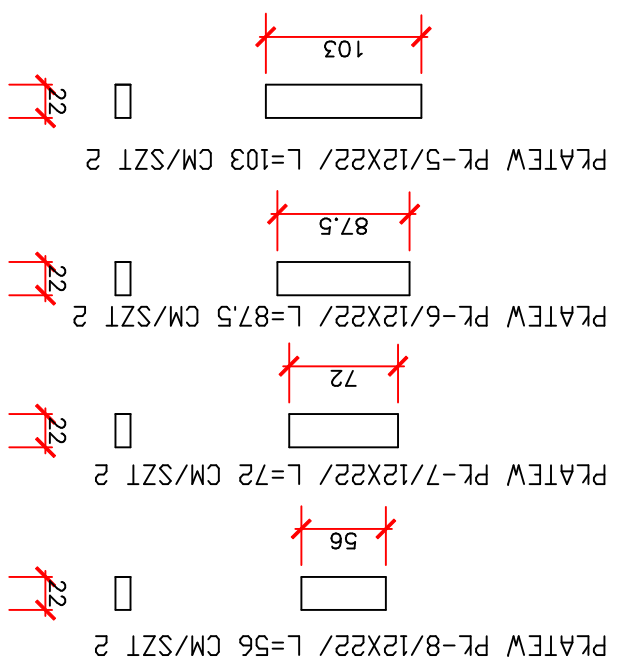 PŁATEW PŁ-8/12X22/ L=56 CM/SZT 2
22
56
PŁATEW PŁ-7/12X22/ L=72 CM/SZT 2
22
72
PŁATEW PŁ-6/12X22/ L=87.5 CM/SZT 2
22
87.5
PŁATEW PŁ-5/12X22/ L=103 CM/SZT 2
22
103